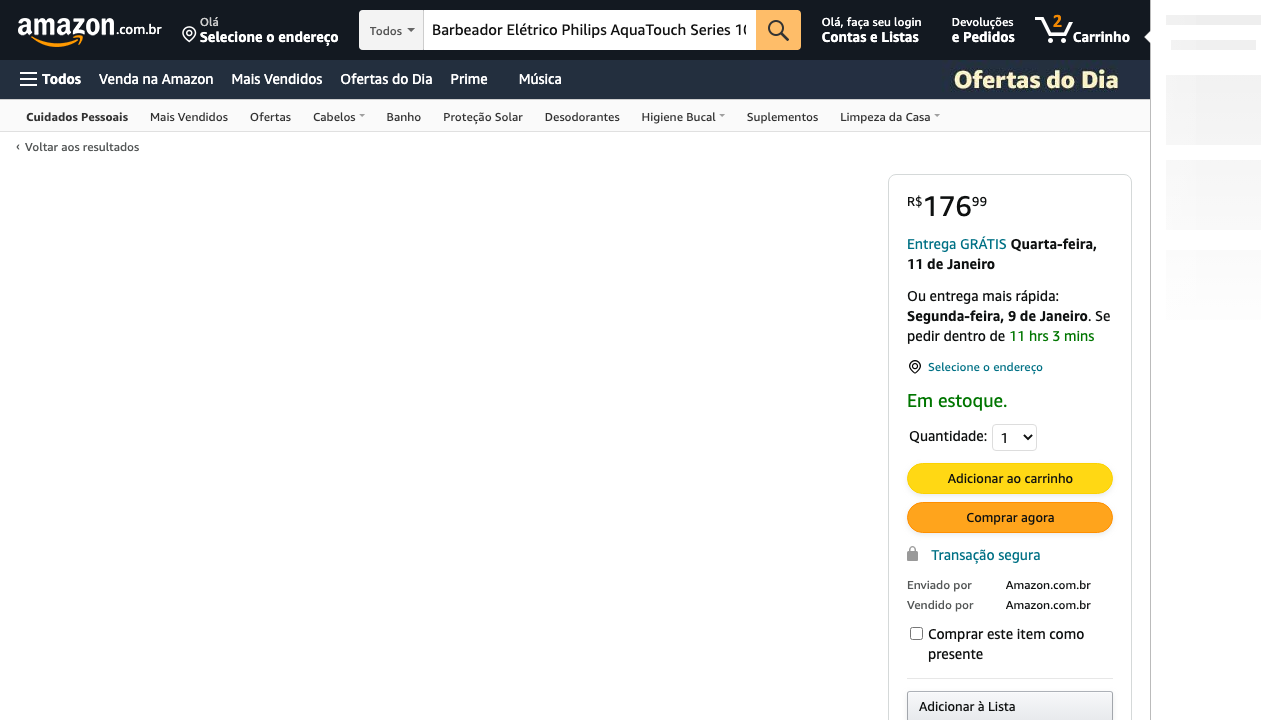 amazon.com.br
Olá
Selecione o endereço
Todos
Barbeador Elétrico Philips AquaTouch Series 10
Olá, faça seu login
Contas e Listas
Devoluções
e Pedidos
2
Carrinho
Todos
Venda na Amazon
Mais Vendidos
Ofertas do Dia
Prime
Música
Ofertas do Dia
Cuidados Pessoais
Mais Vendidos
Ofertas
Cabelos
Banho
Proteção Solar
Desodorantes
Higiene Bucal
Suplementos
Limpeza da Casa
‹ Voltar aos resultados
R$17699
Entrega GRÁTIS Quarta-feira,
11 de Janeiro
Ou entrega mais rápida:
Segunda-feira, 9 de Janeiro. Se
pedir dentro de 11 hrs 3 mins
Selecione o endereço
Em estoque.
Quantidade: 1
Adicionar ao carrinho
Comprar agora
Transação segura
Enviado por Amazon.com.br
Vendido por Amazon.com.br
Comprar este item como
presente
Adicionar à Lista